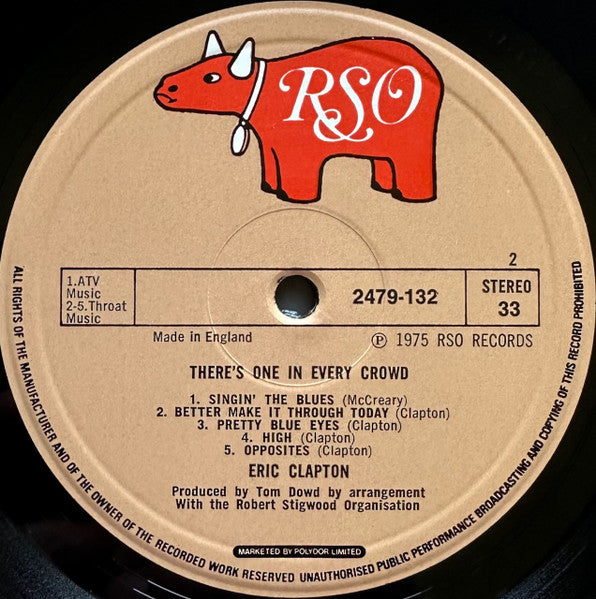 RSO
2
1.ATV
Music
2-5.Throat
Music
2479-132
STEREO
33
Made in England
Ⓟ 1975 RSO RECORDS
THERE'S ONE IN EVERY CROWD
1. SINGIN' THE BLUES (McCreary)
2. BETTER MAKE IT THROUGH TODAY (Clapton)
3. PRETTY BLUE EYES (Clapton)
4. HIGH (Clapton)
5. OPPOSITES (Clapton)
ERIC CLAPTON
Produced by Tom Dowd by arrangement
With the Robert Stigwood Organisation
MARKETED BY POLYDOR LIMITED
ALL RIGHTS OF THE MANUFACTURER AND OF THE OWNER OF THE RECORDED WORK RESERVED UNAUTHORISED PUBLIC PERFORMANCE BROADCASTING AND COPYING OF THIS RECORD PROHIBITED